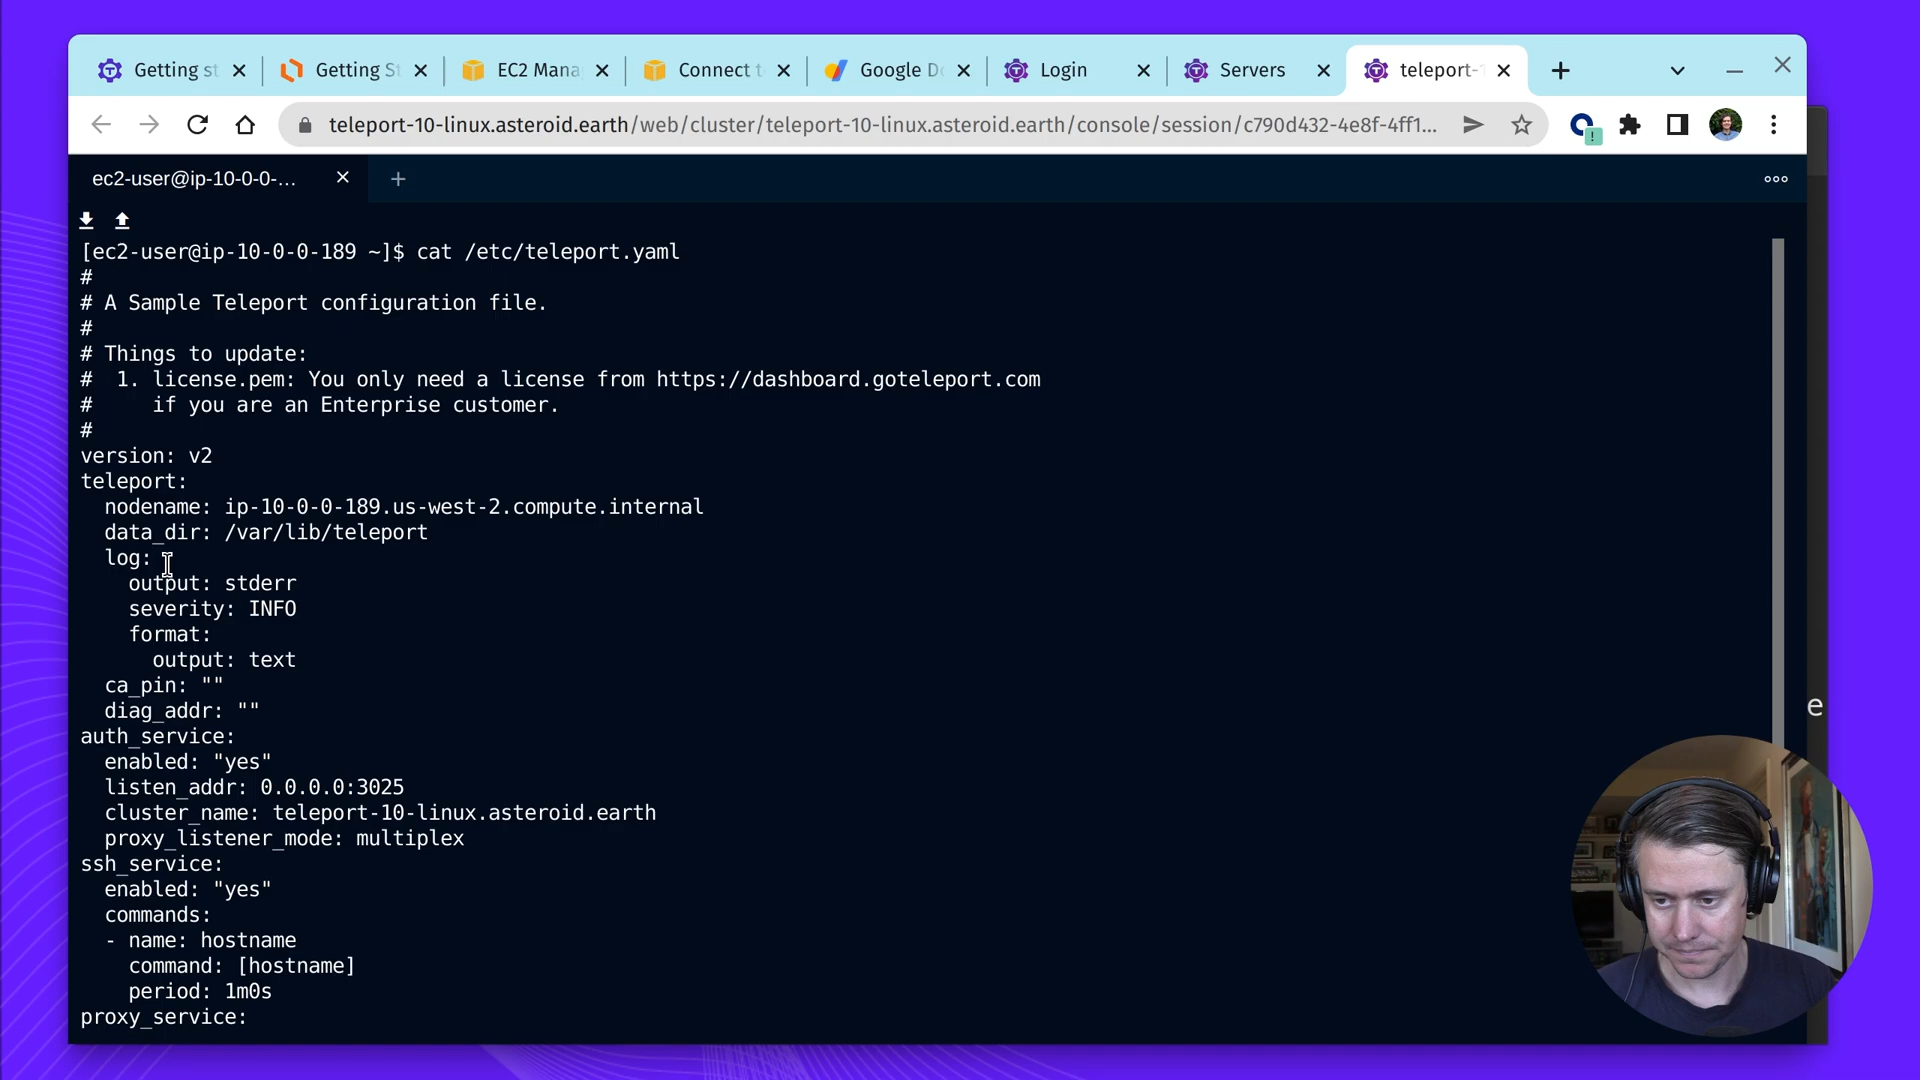 Getting st
Getting St
EC2 Mana
Connect t
Google D
Login
Servers
teleport-1
teleport-10-linux.asteroid.earth/web/cluster/teleport-10-linux.asteroid.earth/console/session/c790d432-4e8f-4ff1...
ec2-user@ip-10-0-0-...
[ec2-user@ip-10-0-0-189 ~]$ cat /etc/teleport.yaml
#
# A Sample Teleport configuration file.
#
# Things to update:
#  1. license.pem: You only need a license from https://dashboard.goteleport.com
#     if you are an Enterprise customer.
#
version: v2
teleport:
  nodename: ip-10-0-0-189.us-west-2.compute.internal
  data_dir: /var/lib/teleport
  log:
    output: stderr
    severity: INFO
    format:
      output: text
  ca_pin: ""
  diag_addr: ""
auth_service:
  enabled: "yes"
  listen_addr: 0.0.0.0:3025
  cluster_name: teleport-10-linux.asteroid.earth
  proxy_listener_mode: multiplex
ssh_service:
  enabled: "yes"
  commands:
  - name: hostname
    command: [hostname]
    period: 1m0s
proxy_service:
e